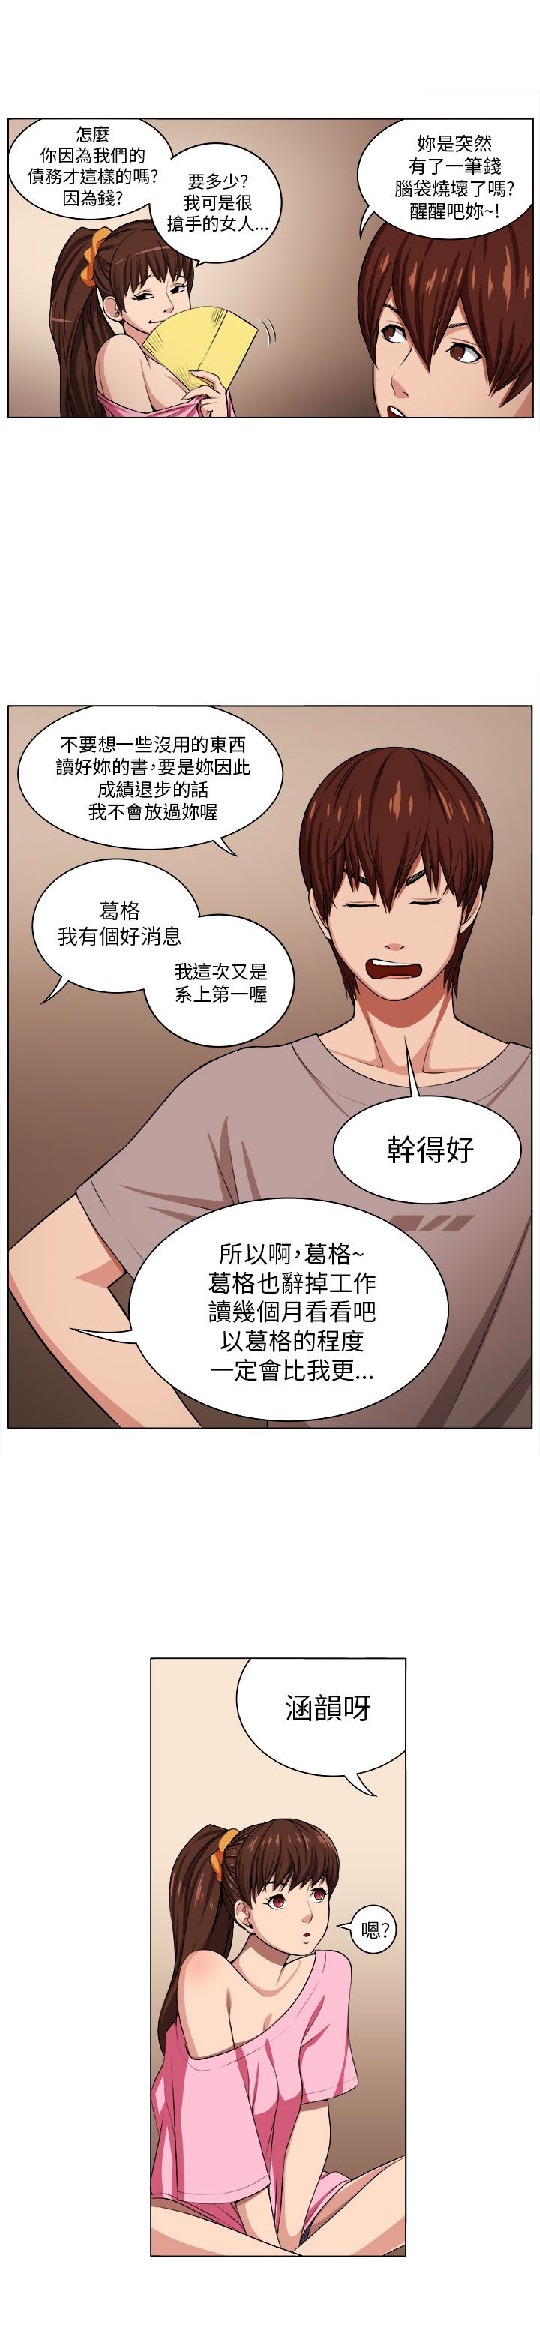 怎麼
你因為我們的
債務才這樣的嗎?
因為錢?
要多少?
我可是很
搶手的女人...
妳是突然
有了一筆錢
腦袋燒壞了嗎?
醒醒吧妳~!
不要想一些沒用的東西
讀好妳的書,要是妳因此
成績退步的話
我不會放過妳喔
葛格
我有個好消息
我這次又是
系上第一喔
幹得好
所以啊,葛格~
葛格也辭掉工作
讀幾個月看看吧
以葛格的程度
一定會比我更...
涵韻呀
嗯?